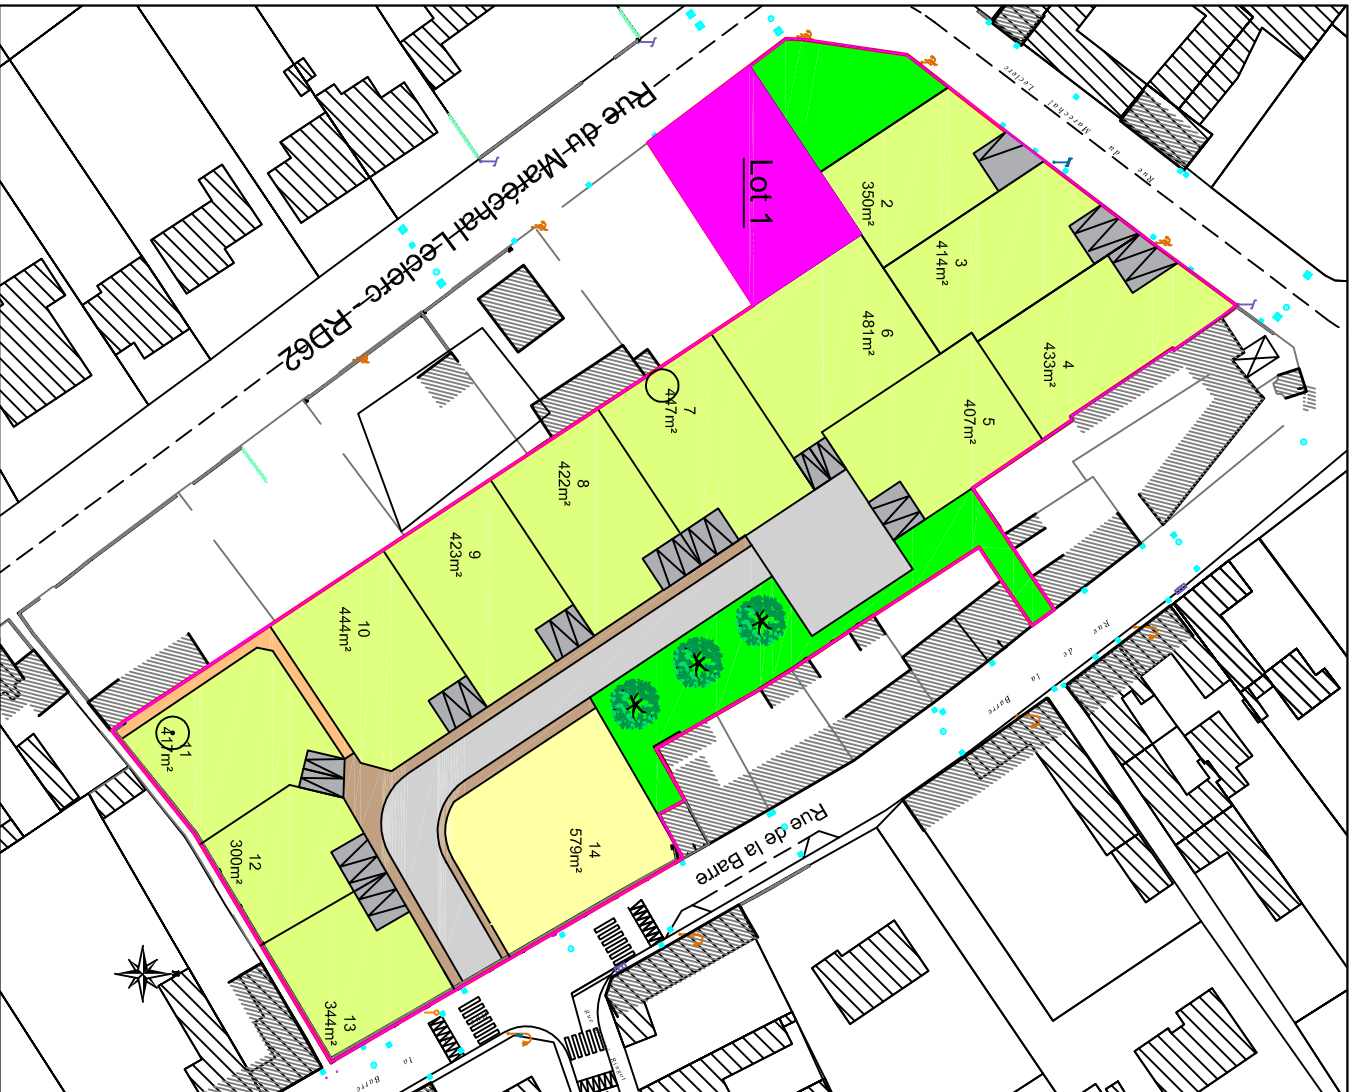 Rue du Maréchal Leclerc - RD62
Rue du Maréchal Leclerc
Lot 1
2
350m²
3
414m²
4
433m²
5
407m²
6
481m²
7
447m²
8
422m²
9
423m²
10
444m²
11
417m²
12
300m²
13
344m²
14
579m²
Rue de la Barre
Rue de la Barre
la Barre